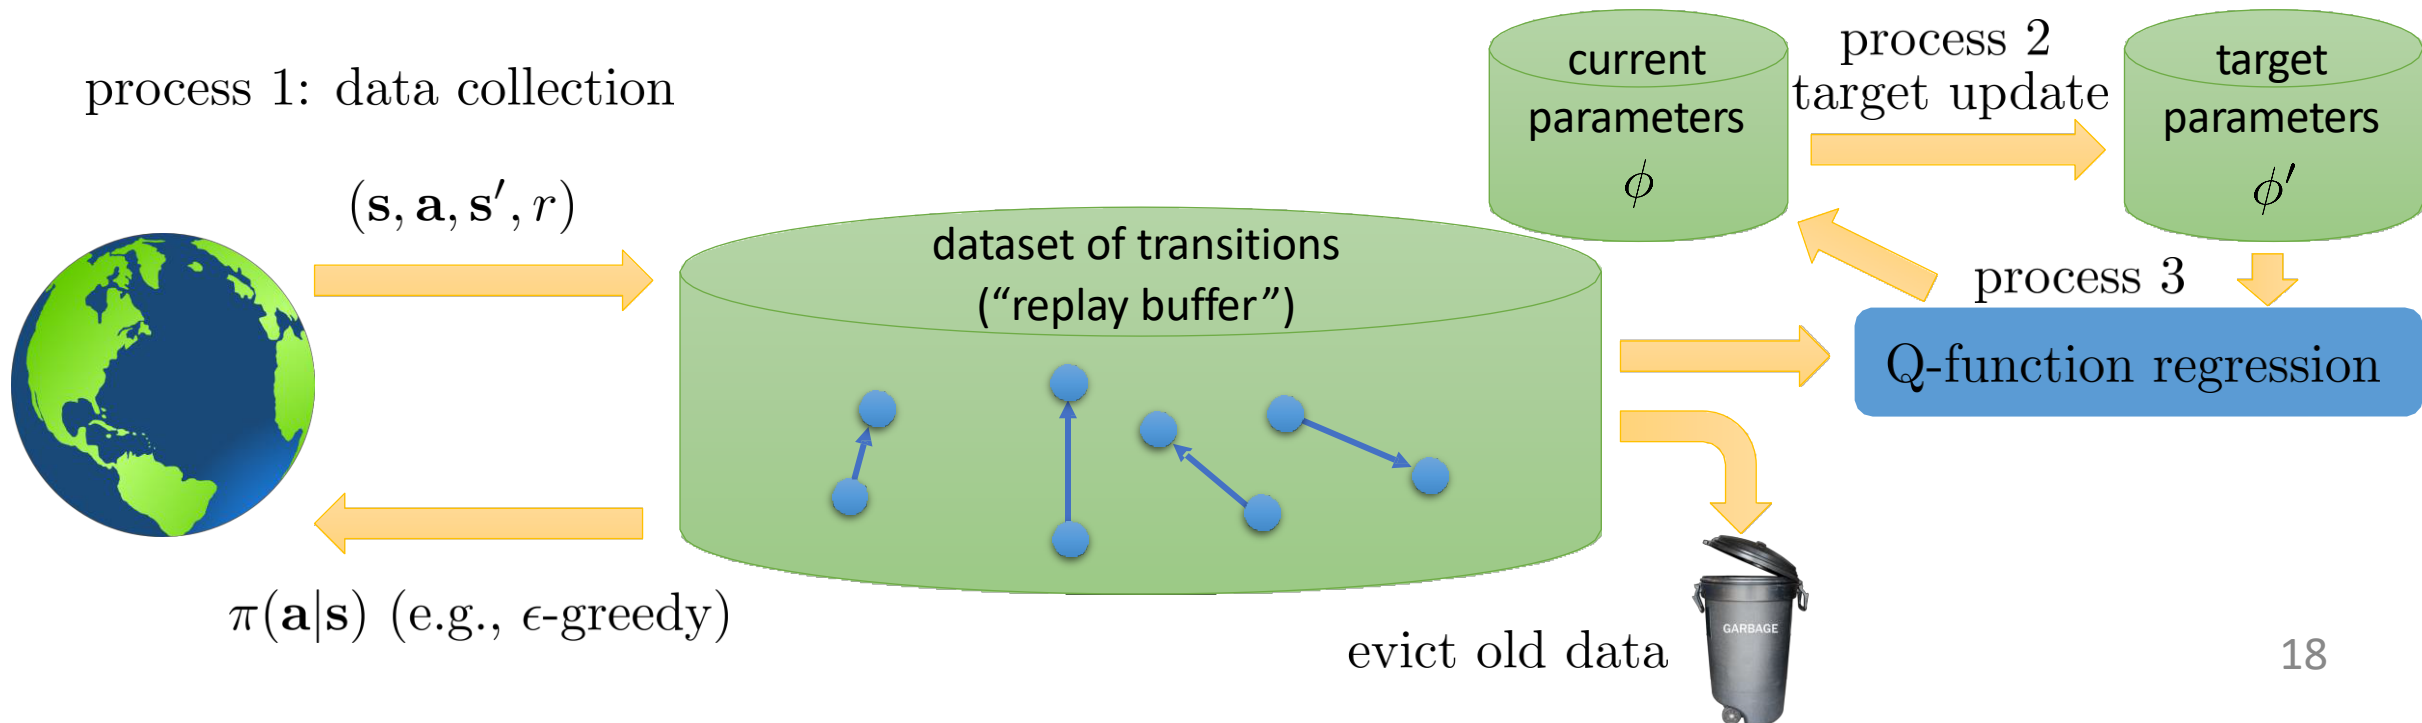 process 1: data collection
(s, a, s′, r)
π(a|s) (e.g., ϵ-greedy)
dataset of transitions
(“replay buffer”)
current
parameters
ϕ
process 2
target update
target
parameters
ϕ′
process 3
Q-function regression
evict old data
GARBAGE
18